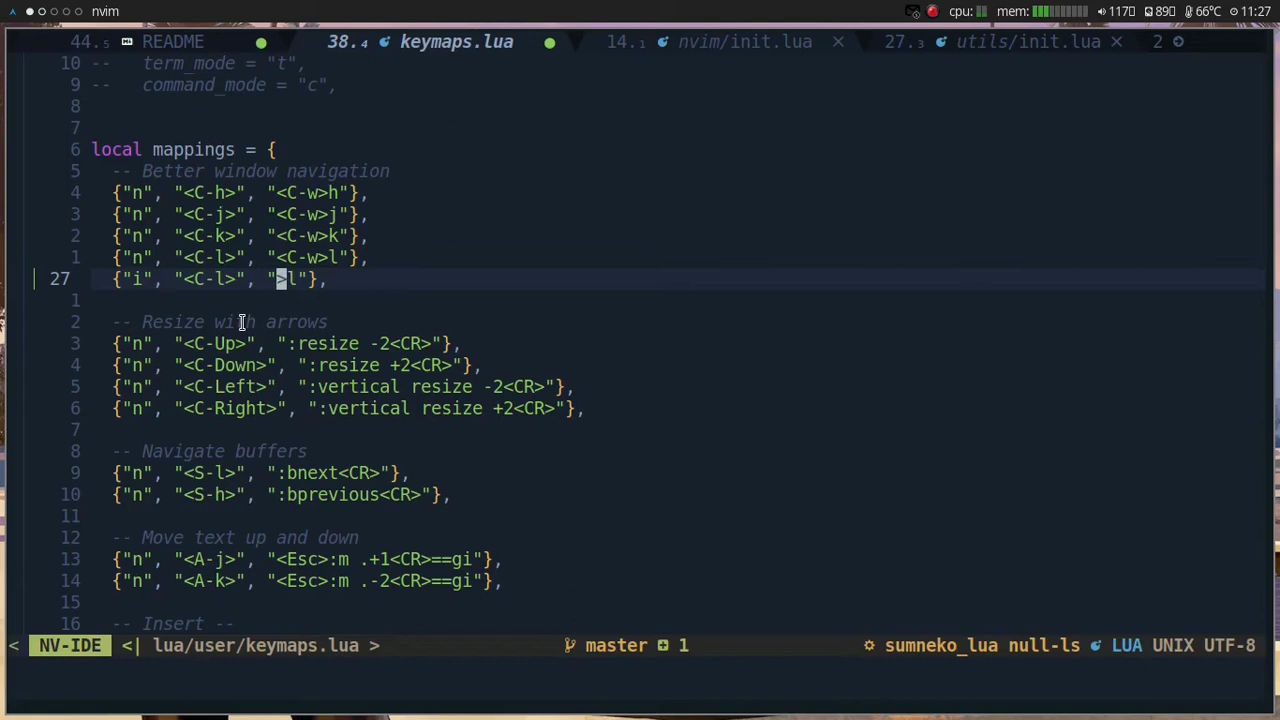 nvim
cpu: mem: 117 89 66°C 11:27
44.5 README 38.4 keymaps.lua 14.1 nvim/init.lua 27.3 utils/init.lua 2
10 --   term_mode = "t",
9 --   command_mode = "c",
8
7
6 local mappings = {
5   -- Better window navigation
4   {"n", "<C-h>", "<C-w>h"},
3   {"n", "<C-j>", "<C-w>j"},
2   {"n", "<C-k>", "<C-w>k"},
1   {"n", "<C-l>", "<C-w>l"},
27   {"i", "<C-l>", ">l"},
1
2   -- Resize with arrows
3   {"n", "<C-Up>", ":resize -2<CR>"},
4   {"n", "<C-Down>", ":resize +2<CR>"},
5   {"n", "<C-Left>", ":vertical resize -2<CR>"},
6   {"n", "<C-Right>", ":vertical resize +2<CR>"},
7
8   -- Navigate buffers
9   {"n", "<S-l>", ":bnext<CR>"},
10   {"n", "<S-h>", ":bprevious<CR>"},
11
12   -- Move text up and down
13   {"n", "<A-j>", "<Esc>:m .+1<CR>==gi"},
14   {"n", "<A-k>", "<Esc>:m .-2<CR>==gi"},
15
16   -- Insert --
< NV-IDE <| lua/user/keymaps.lua > master 1 sumneko_lua null-ls LUA UNIX UTF-8